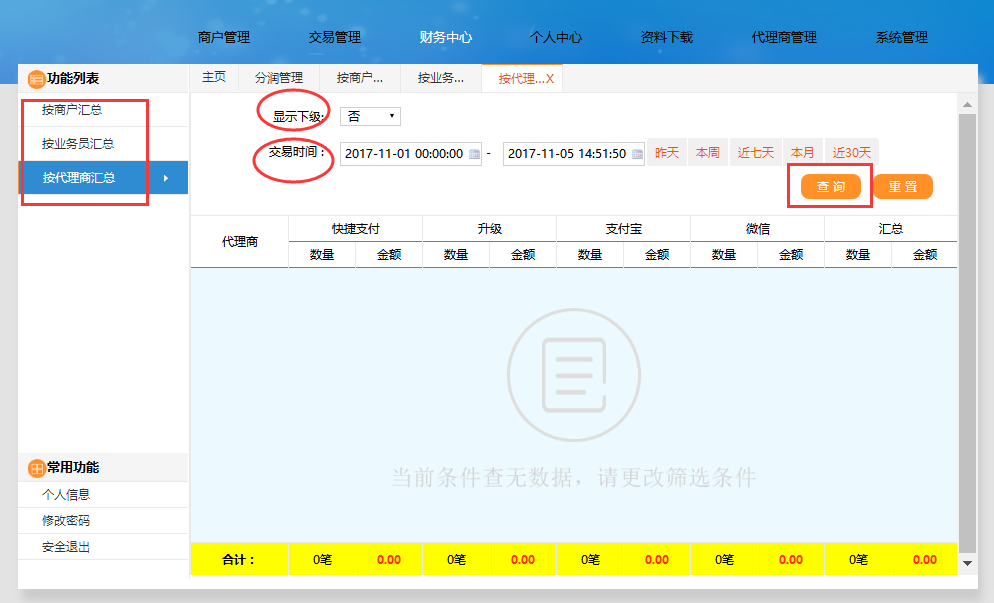 商户管理 交易管理 财务中心 个人中心 资料下载 代理商管理 系统管理
功能列表
按商户汇总
按业务员汇总
按代理商汇总
常用功能
个人信息
修改密码
安全退出
主页 分润管理 按商户... 按业务... 按代理...X
显示下级: 否
交易时间： 2017-11-01 00:00:00 - 2017-11-05 14:51:50 昨天 本周 近七天 本月 近30天
查 询 重 置
代理商 快捷支付 升级 支付宝 微信 汇总
数量 金额 数量 金额 数量 金额 数量 金额 数量 金额
当前条件查无数据，请更改筛选条件
合计： 0笔 0.00 0笔 0.00 0笔 0.00 0笔 0.00 0笔 0.00